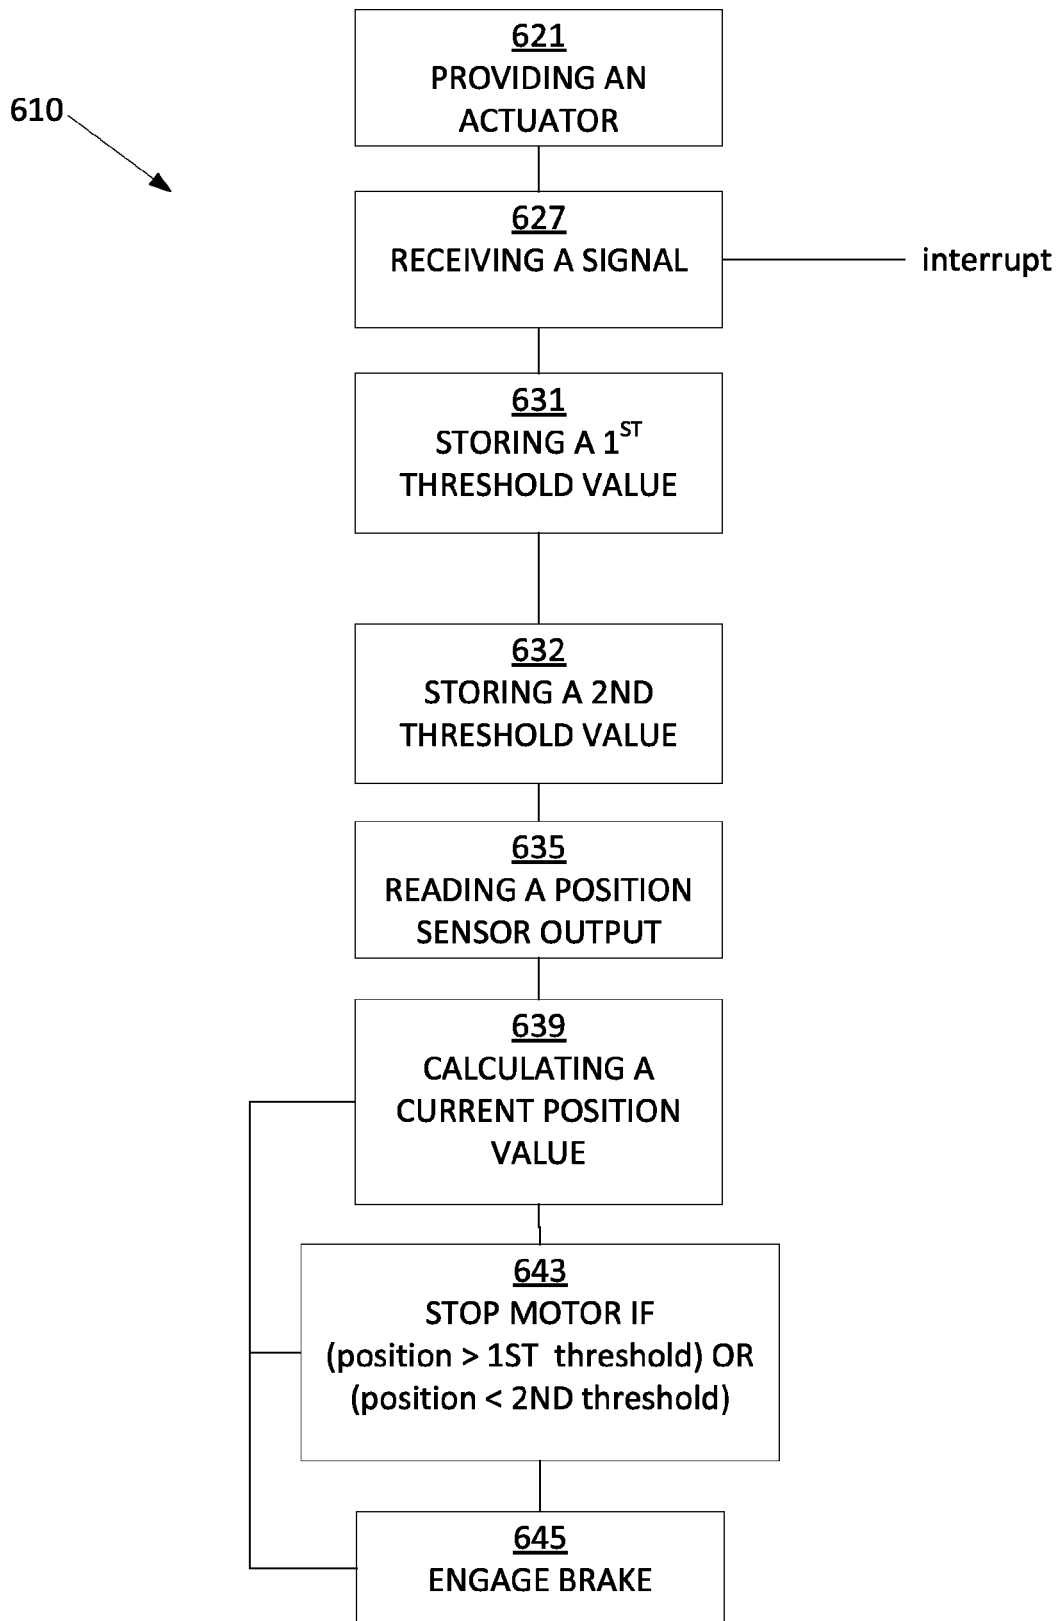 621
PROVIDING AN
ACTUATOR
610
627
RECEIVING A SIGNAL
interrupt
631
STORING A 1ST
THRESHOLD VALUE
632
STORING A 2ND
THRESHOLD VALUE
635
READING A POSITION
SENSOR OUTPUT
639
CALCULATING A
CURRENT POSITION
VALUE
643
STOP MOTOR IF
(position > 1ST threshold) OR
(position < 2ND threshold)
645
ENGAGE BRAKE